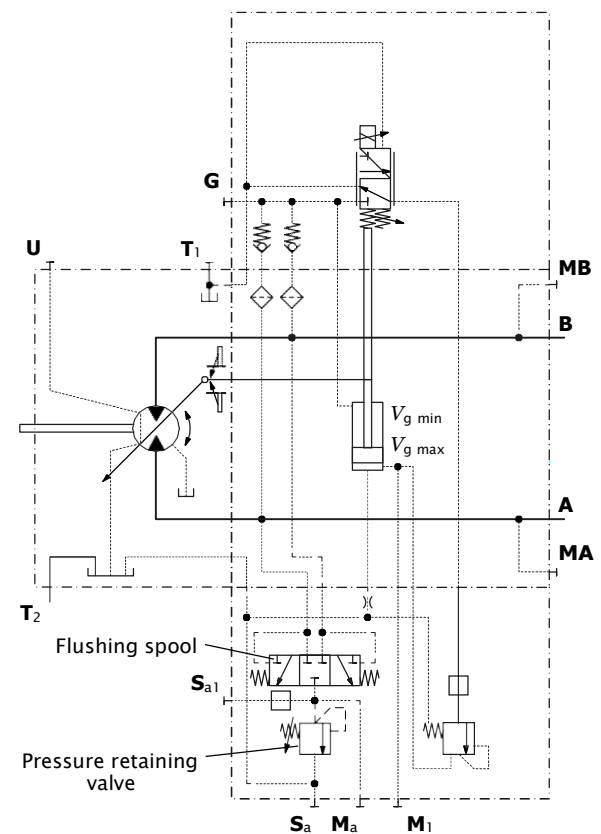 G
U
T1
MB
B
Vg min
Vg max
A
MA
T2
Flushing spool
Sa1
Pressure retaining
valve
Sa
Ma
M1